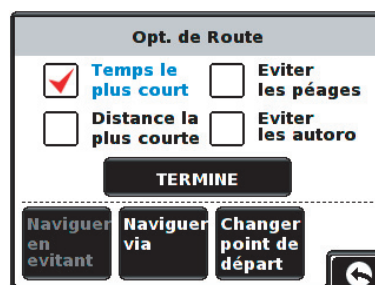 Opt. de Route
Temps le
plus court
Eviter
les péages
Distance la
plus courte
Eviter
les autoro
TERMINE
Naviguer
en
evitant
Naviguer
via
Changer
point de
départ